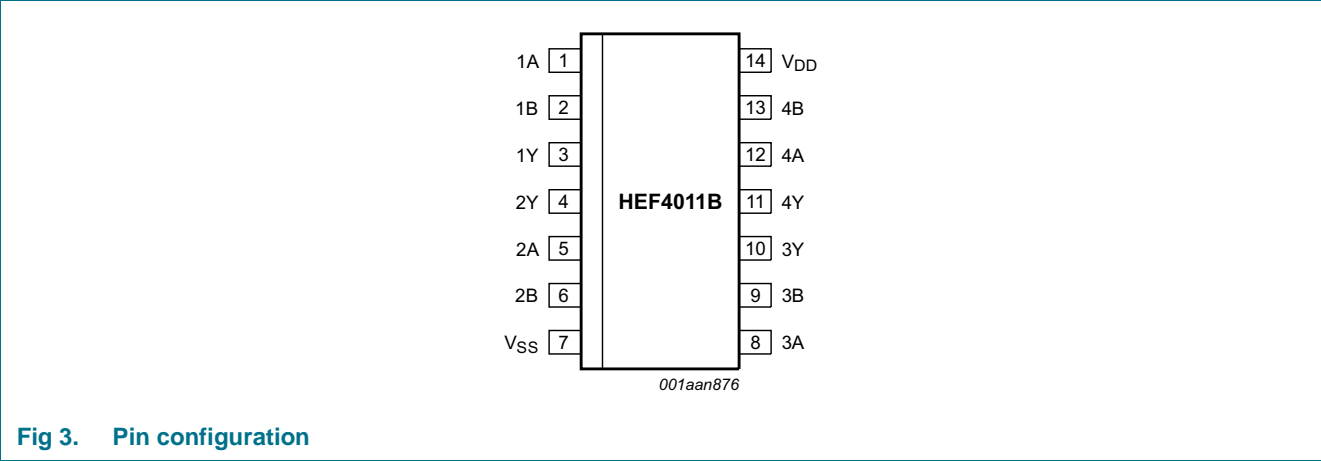 1A 1 14 VDD
1B 2 13 4B
1Y 3 12 4A
2Y 4 HEF4011B 11 4Y
2A 5 10 3Y
2B 6 9 3B
VSS 7 8 3A
001aan876
Fig 3. Pin configuration